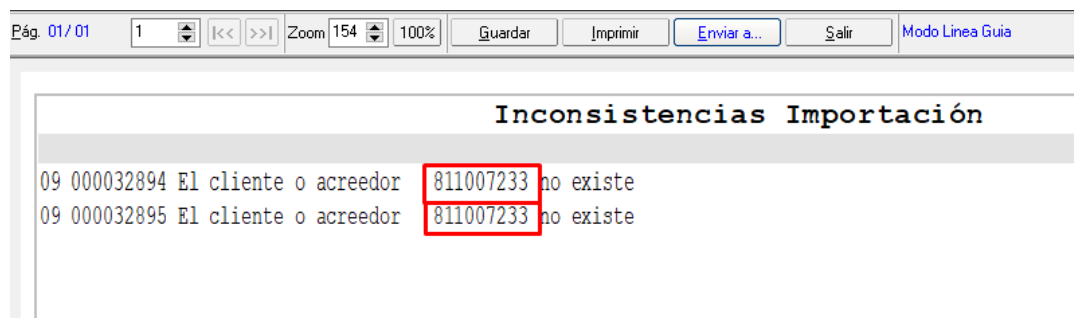 Pág. 01/01 1 |<< >>| Zoom 154 100% Guardar Imprimir Enviar a... Salir Modo Linea Guia
Inconsistencias Importación
09 000032894 El cliente o acreedor 811007233 no existe
09 000032895 El cliente o acreedor 811007233 no existe